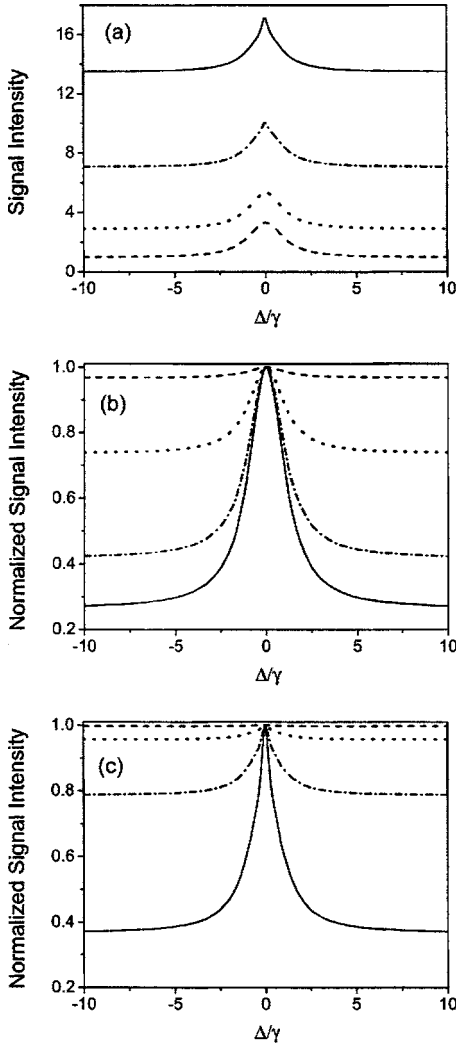 (a)
Signal Intensity
16
12
8
4
0
-10 -5 0 5 10
Δ/γ
(b)
Normalized Signal Intensity
1.0
0.8
0.6
0.4
0.2
-10 -5 0 5 10
Δ/γ
(c)
Normalized Signal Intensity
1.0
0.8
0.6
0.4
0.2
-10 -5 0 5 10
Δ/γ